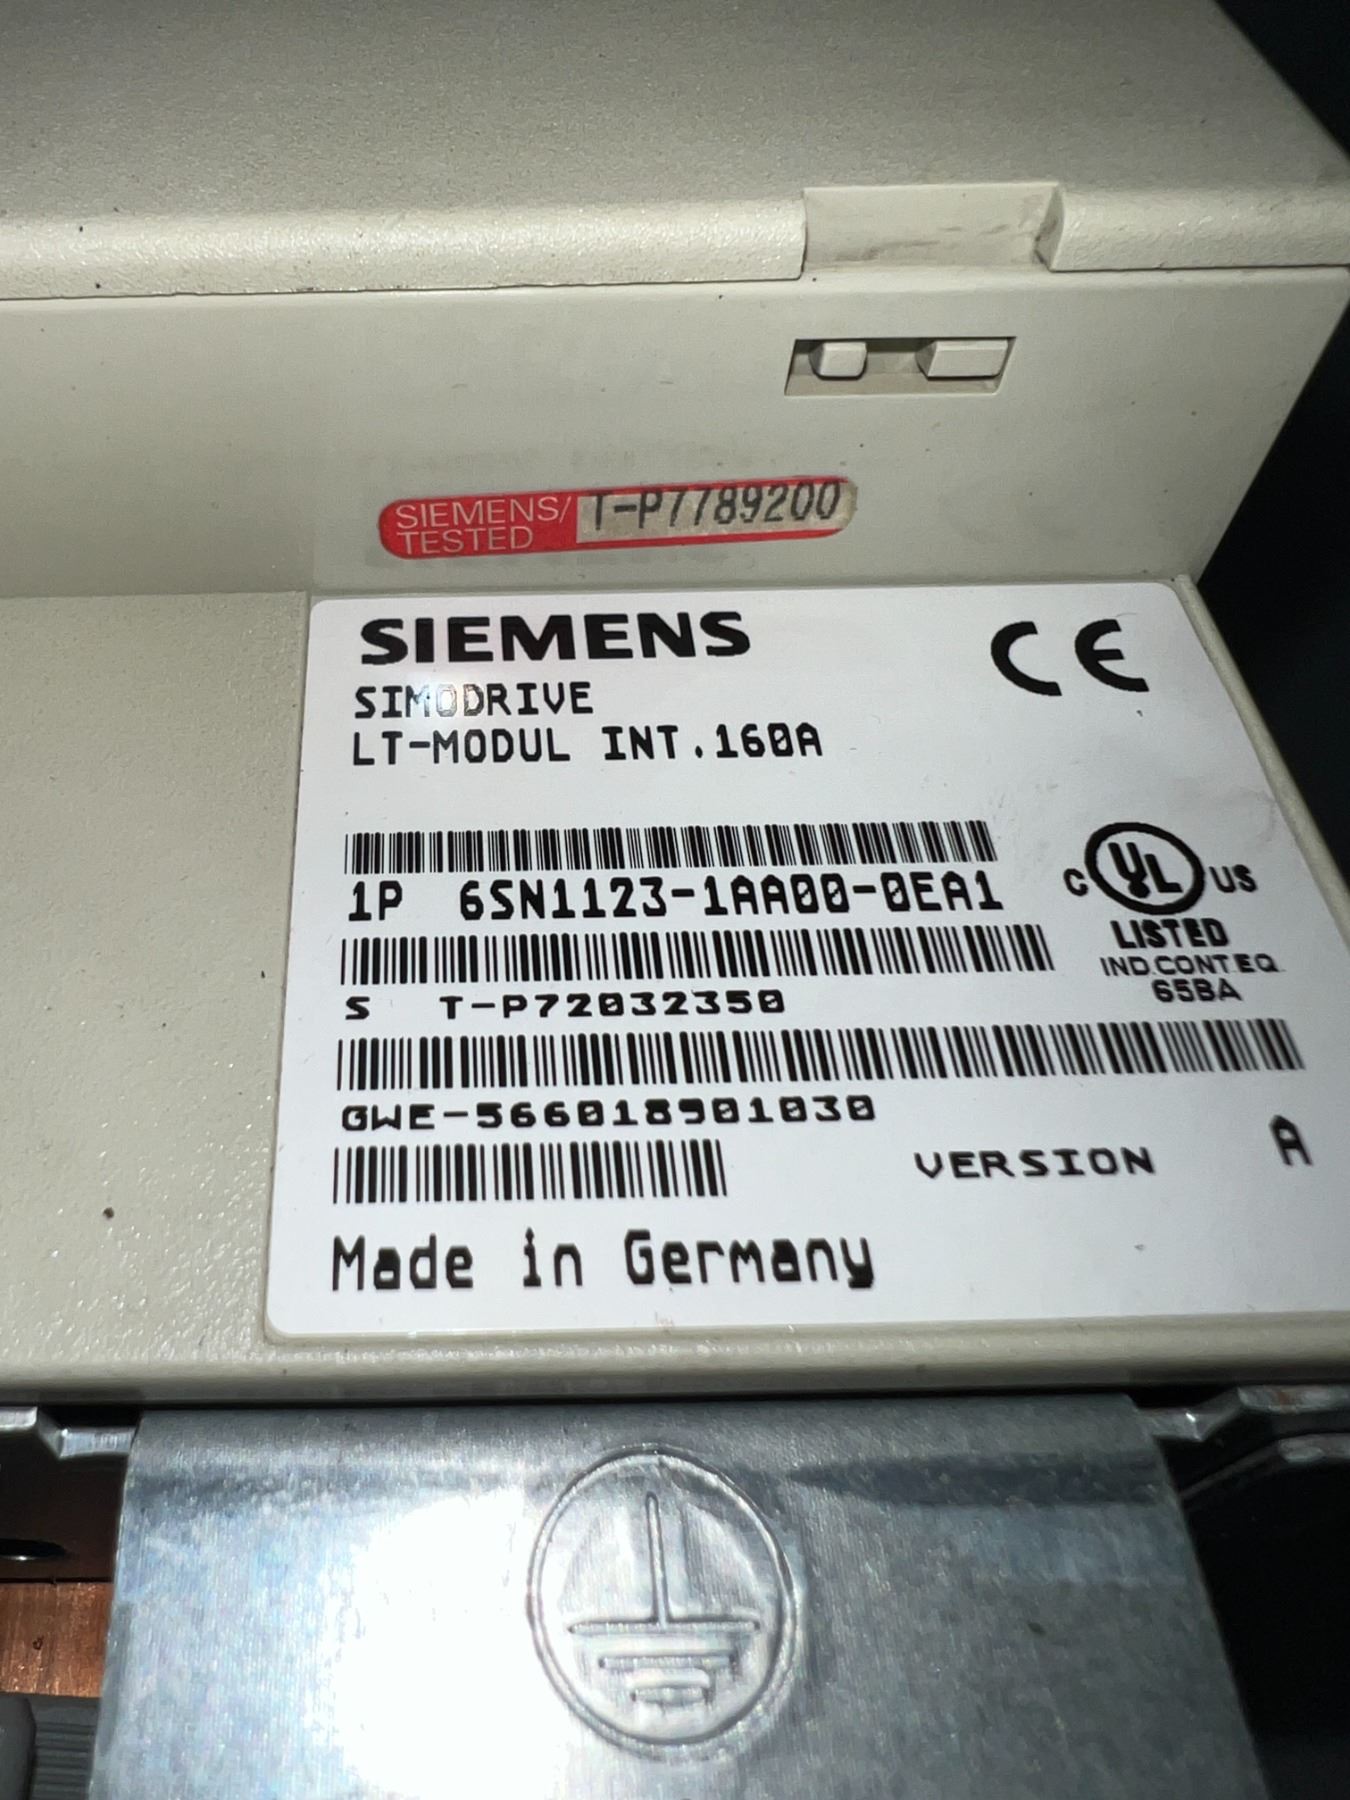 SIEMENS/ T-P7789200
TESTED
SIEMENS CE
SIMODRIVE
LT-MODUL INT.160A
1P 6SN1123-1AA00-0EA1
C UL US
LISTED
IND.CONT.EQ.
65BA
S T-P72032350
GWE-566018901030
VERSION A
Made in Germany